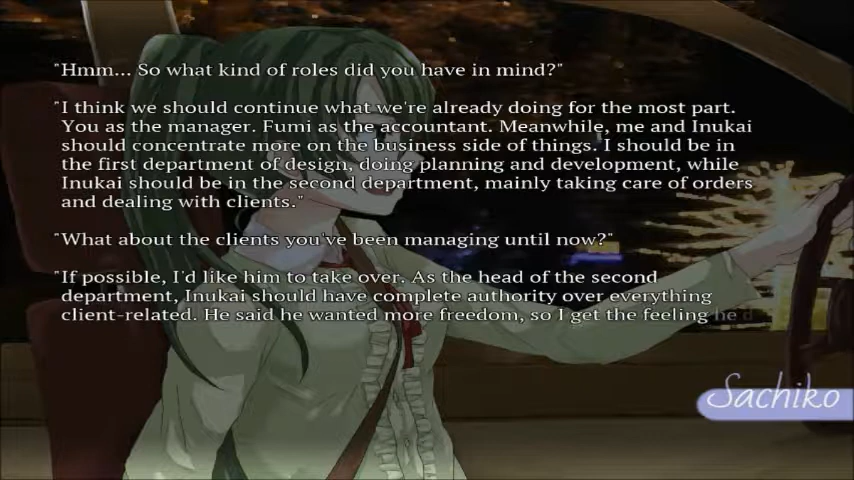 "Hmm... So what kind of roles did you have in mind?"
"I think we should continue what we're already doing for the most part.
You as the manager. Fumi as the accountant. Meanwhile, me and Inukai
should concentrate more on the business side of things. I should be in
the first department of design, doing planning and development, while
Inukai should be in the second department, mainly taking care of orders
and dealing with clients."
"What about the clients you've been managing until now?"
"If possible, I'd like him to take over. As the head of the second
department, Inukai should have complete authority over everything
client-related. He said he wanted more freedom, so I get the feeling he
Sachiko